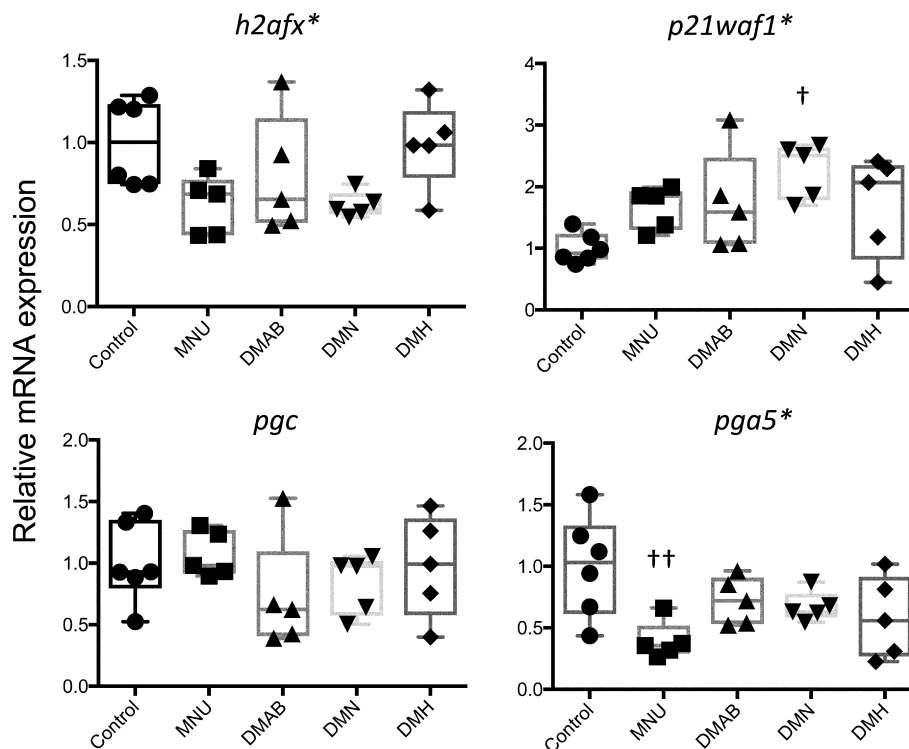 h2afx*
p21waf1*
Relative mRNA expression
1.5
1.0
0.5
0.0
Control
MNU
DMAB
DMN
DMH
4
3
2
1
0
†
Control
MNU
DMAB
DMN
DMH
pgc
pga5*
2.0
1.5
1.0
0.5
0.0
Control
MNU
DMAB
DMN
DMH
2.0
1.5
1.0
0.5
0.0
††
Control
MNU
DMAB
DMN
DMH